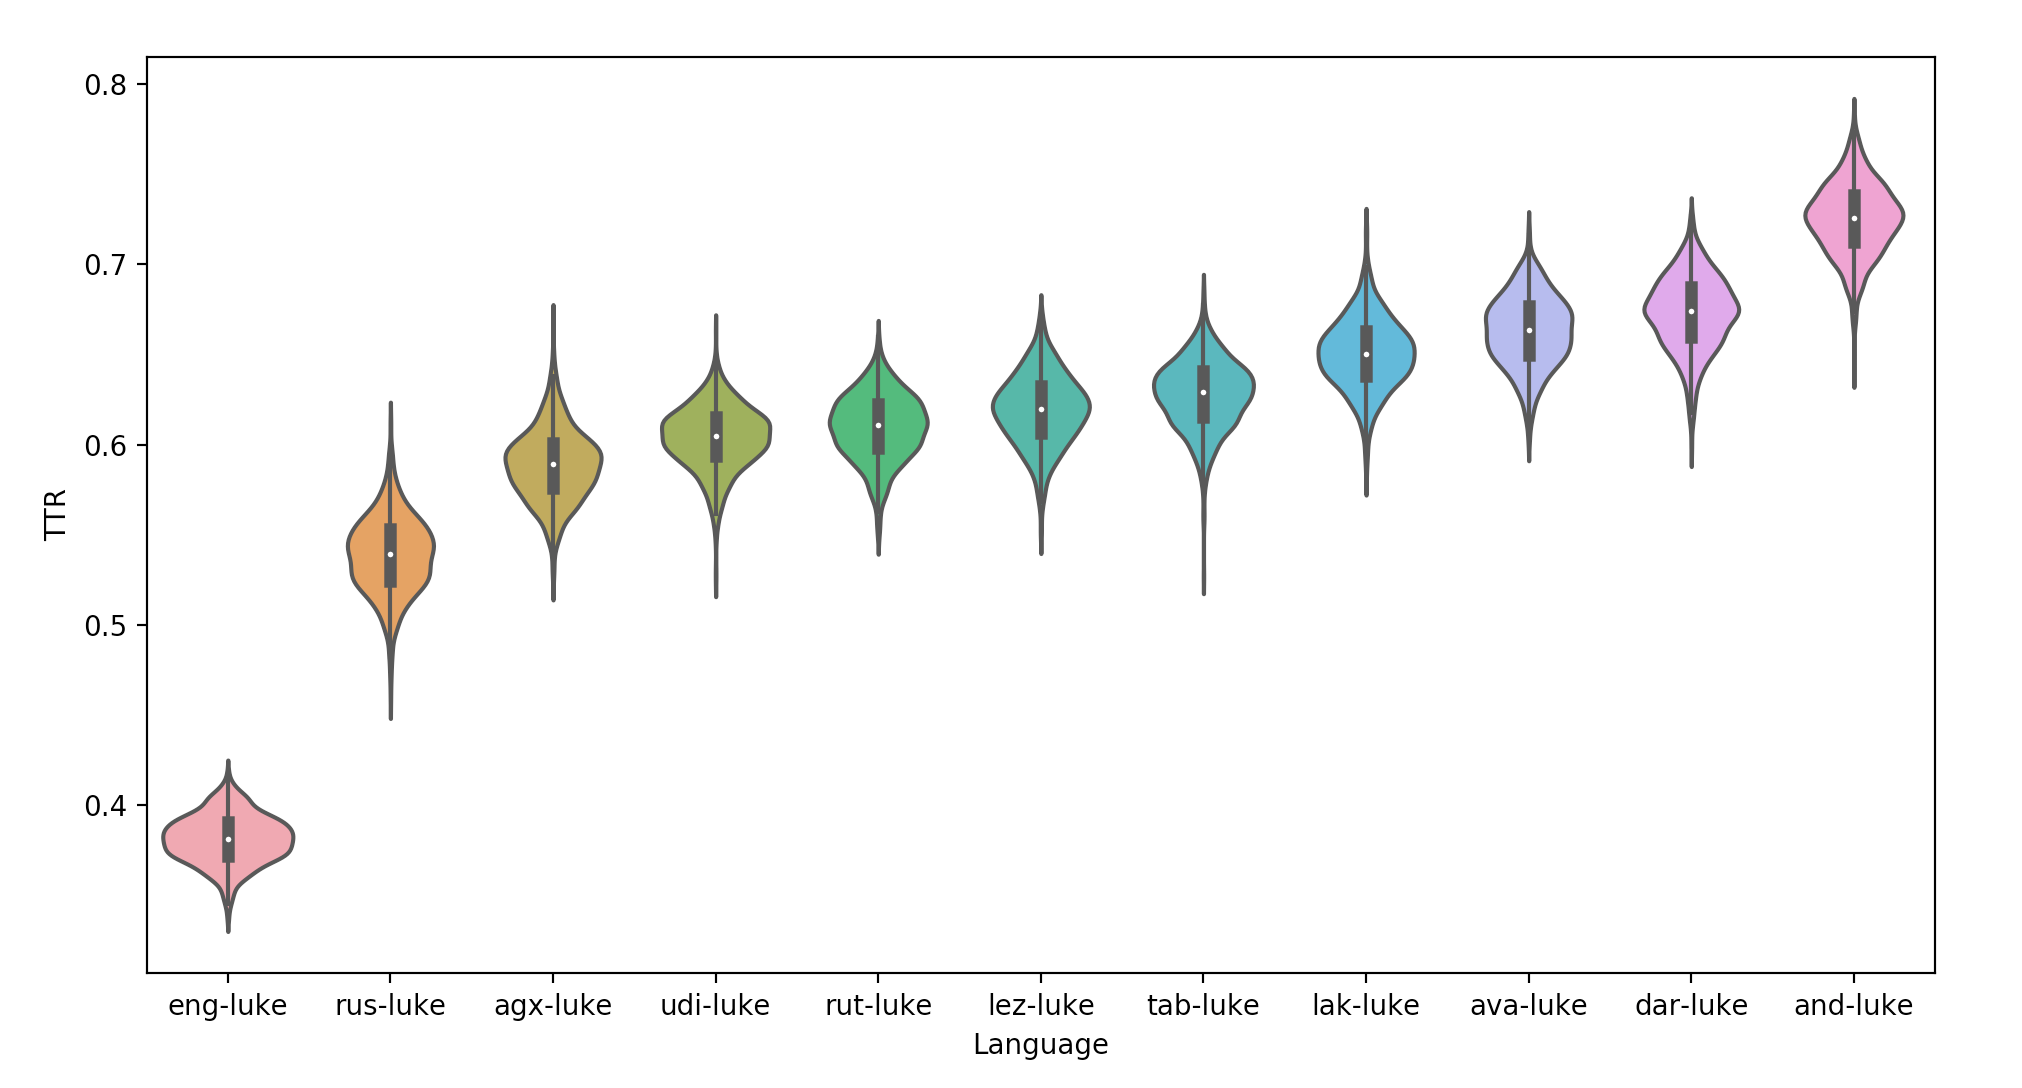 0.8
0.7
0.6
0.5
0.4
TTR
eng-luke rus-luke agx-luke udi-luke rut-luke lez-luke tab-luke lak-luke ava-luke dar-luke and-luke
Language